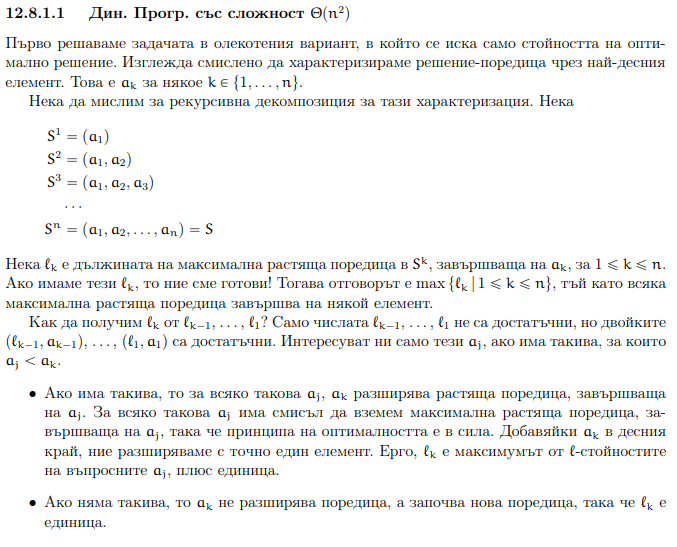 12.8.1.1 Дин. Прогр. със сложност Θ(n²)
Първо решаваме задачата в олекотения вариант, в който се иска само стойността на опти-
мално решение. Изглежда смислено да характеризираме решение-поредица чрез най-десния
елемент. Това е aₖ за някое k ∈ {1, . . . , n}.
Нека да мислим за рекурсивна декомпозиция за тази характеризация. Нека
S¹ = (a₁)
S² = (a₁, a₂)
S³ = (a₁, a₂, a₃)
. . .
Sⁿ = (a₁, a₂, . . . , aₙ) = S
Нека ℓₖ е дължината на максимална растяща поредица в Sᵏ, завършваща на aₖ, за 1 ⩽ k ⩽ n.
Ако имаме тези ℓₖ, то ние сме готови! Тогава отговорът е max {ℓₖ | 1 ⩽ k ⩽ n}, тъй като всяка
максимална растяща поредица завършва на някой елемент.
Как да получим ℓₖ от ℓₖ₋₁, . . . , ℓ₁? Само числата ℓₖ₋₁, . . . , ℓ₁ не са достатъчни, но двойките
(ℓₖ₋₁, aₖ₋₁), . . . , (ℓ₁, a₁) са достатъчни. Интересуват ни само тези aⱼ, ако има такива, за които
aⱼ < aₖ.
• Ако има такива, то за всяко такова aⱼ, aₖ разширява растяща поредица, завършваща
на aⱼ. За всяко такова aⱼ има смисъл да вземем максимална растяща поредица, за-
вършваща на aⱼ, така че принципа на оптималността е в сила. Добавяйки aₖ в десния
край, ние разширяваме с точно един елемент. Ерго, ℓₖ е максимумът от ℓ-стойностите
на въпросните aⱼ, плюс единица.
• Ако няма такива, то aₖ не разширява поредица, а започва нова поредица, така че ℓₖ е
единица.